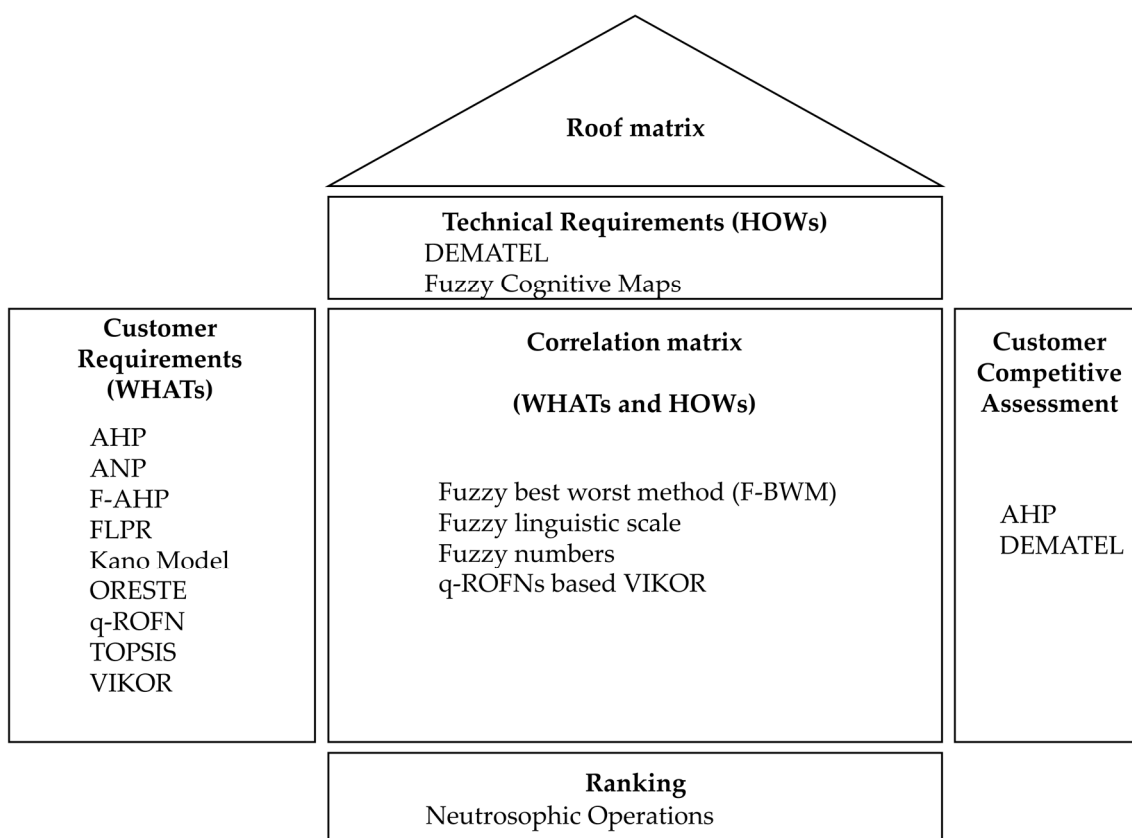 Roof matrix
Technical Requirements (HOWs)
DEMATEL
Fuzzy Cognitive Maps
Customer
Requirements
(WHATs)
AHP
ANP
F-AHP
FLPR
Kano Model
ORESTE
q-ROFN
TOPSIS
VIKOR
Correlation matrix
(WHATs and HOWs)
Fuzzy best worst method (F-BWM)
Fuzzy linguistic scale
Fuzzy numbers
q-ROFNs based VIKOR
Customer
Competitive
Assessment
AHP
DEMATEL
Ranking
Neutrosophic Operations